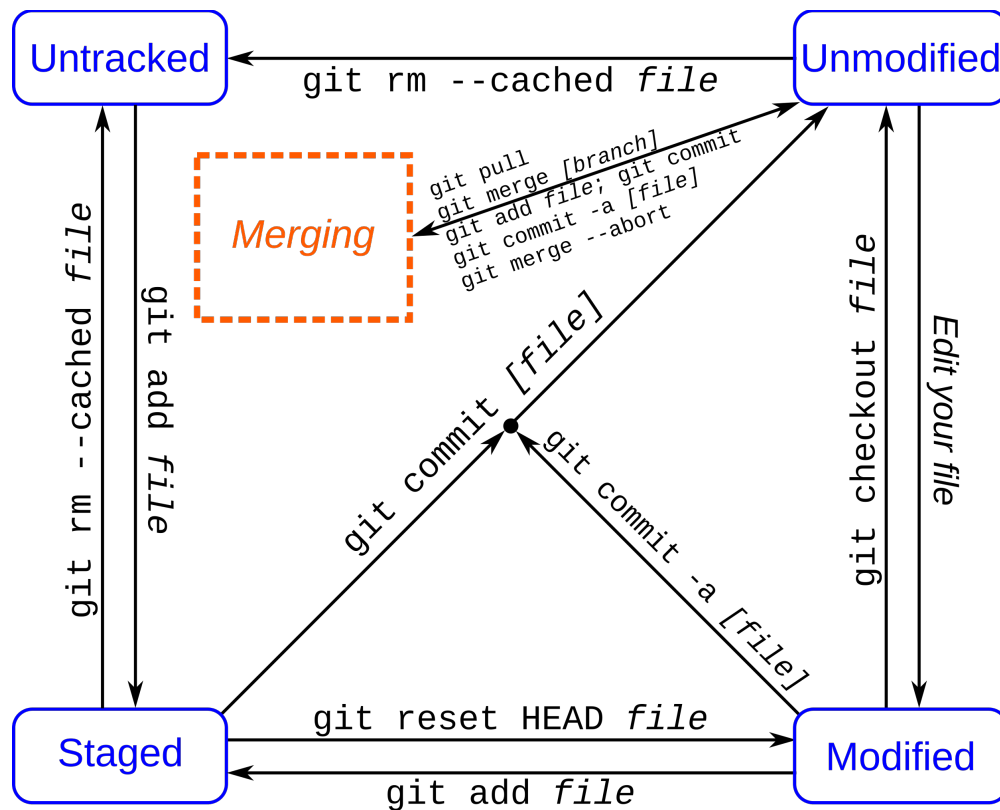 Untracked
Unmodified
git rm --cached file
git pull
git merge [branch]
git add file; git commit
git commit -a [file]
git merge --abort
Merging
git rm --cached file
git add file
git commit [file]
git commit -a [file]
git checkout file
Edit your file
Staged
git reset HEAD file
git add file
Modified